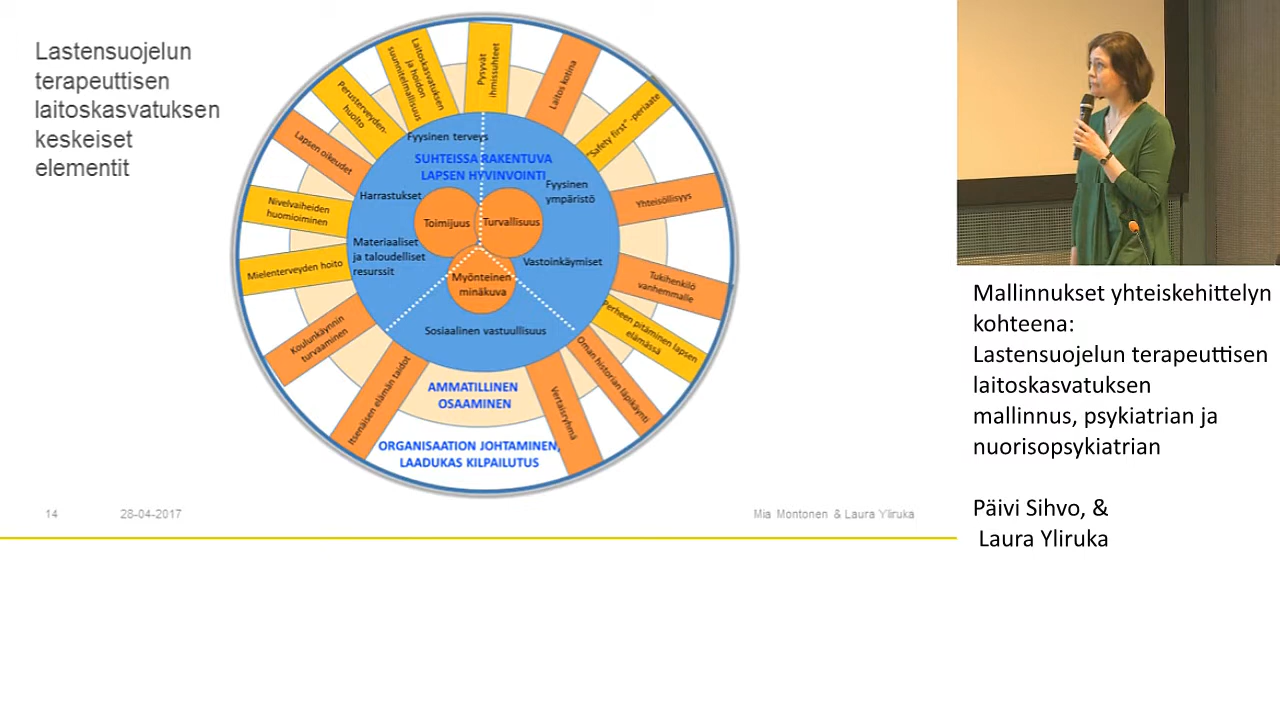 Lastensuojelun
terapeuttisen
laitoskasvatuksen
keskeiset
elementit
Pysyvät
ihmissuhteet
Laitos kotina
"Safety first" -periaate
Yhteisöllisyys
Tukihenkilö
vanhemmalle
Perheen pitäminen lapsen
elämässä
Oman historian läpikäynti
Vertaisryhmä
Itsenäisen elämän taidot
Koulunkäynnin
turvaaminen
Mielenterveyden hoito
Nivelvaiheiden
huomioiminen
Lapsen oikeudet
Perusterveyden-
huolto
Laitoskasvatuksen
ja hoidon
suunnitelmallisuus
Fyysinen terveys
SUHTEISSA RAKENTUVA
LAPSEN HYVINVOINTI
Fyysinen
ympäristö
Harrastukset
Toimijuus
Turvallisuus
Materiaaliset
ja taloudelliset
resurssit
Vastoinkäymiset
Myönteinen
minäkuva
Sosiaalinen vastuullisuus
AMMATILLINEN
OSAAMINEN
ORGANISAATION JOHTAMINEN,
LAADUKAS KILPAILUTUS
14
28-04-2017
Mia Montonen & Laura Yliruka
Mallinnukset yhteiskehittelyn
kohteena:
Lastensuojelun terapeuttisen
laitoskasvatuksen
mallinnus, psykiatrian ja
nuorisopsykiatrian
Päivi Sihvo, &
Laura Yliruka